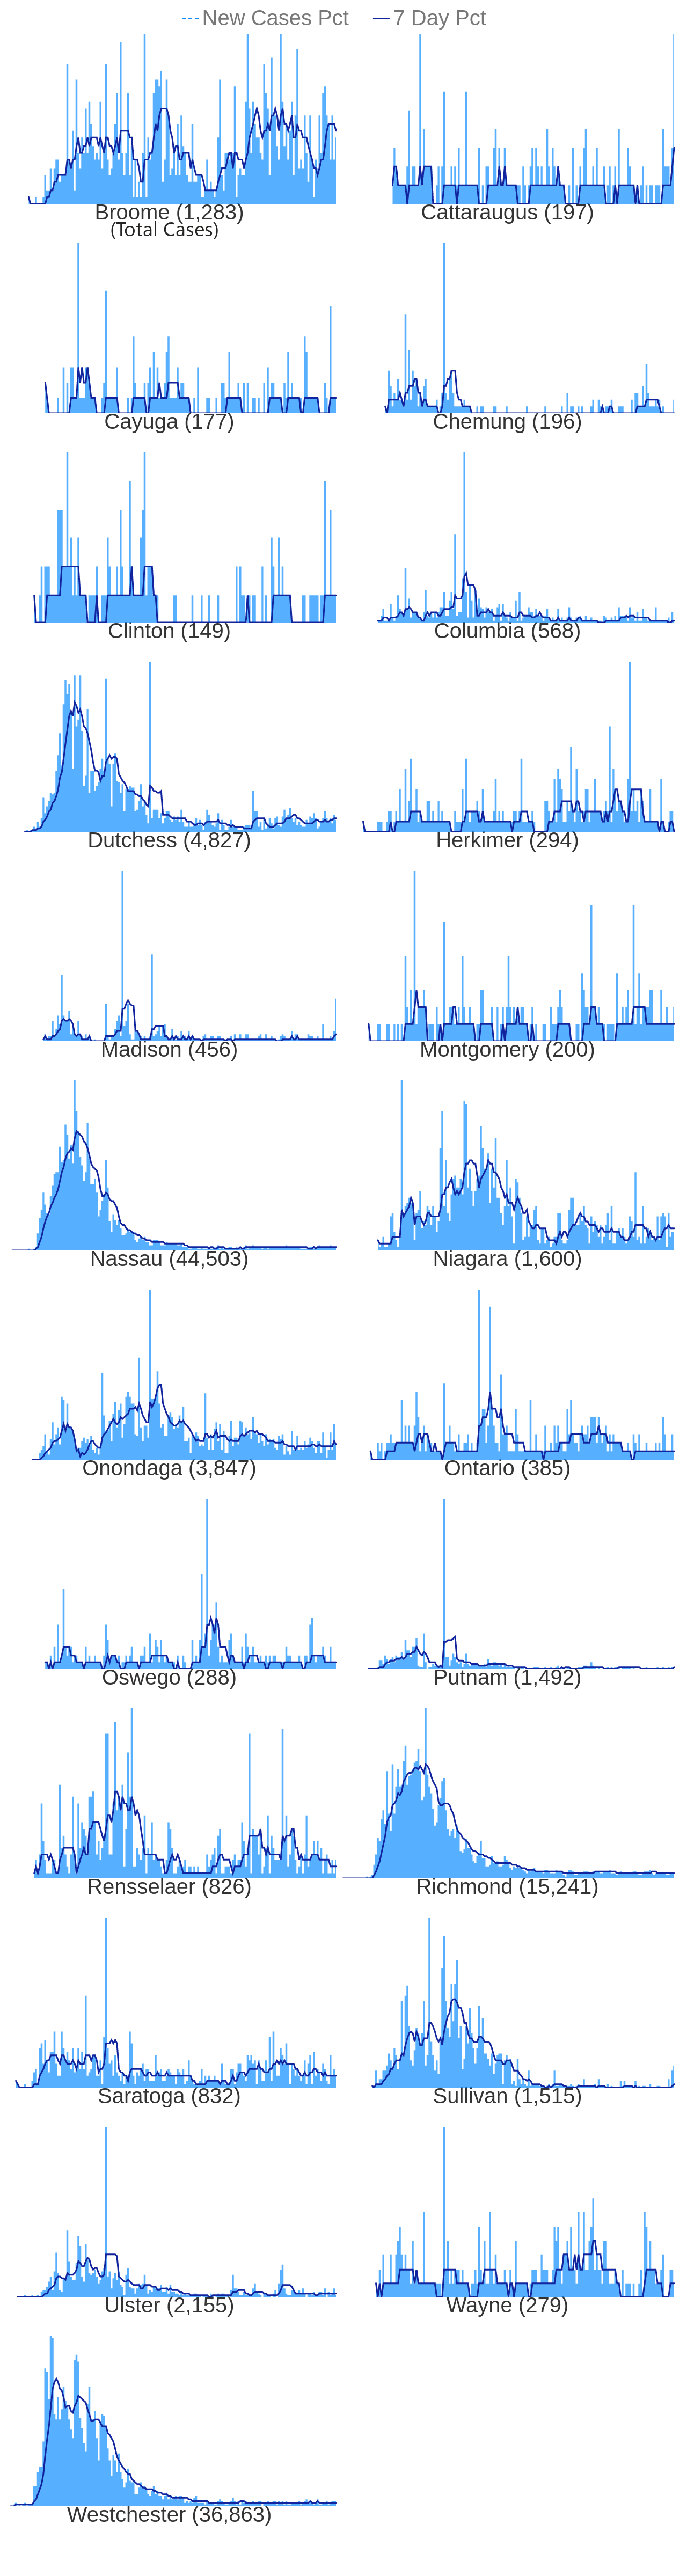 New Cases Pct 7 Day Pct
Broome (1,283) Cattaraugus (197)
(Total Cases)
Cayuga (177) Chemung (196)
Clinton (149) Columbia (568)
Dutchess (4,827) Herkimer (294)
Madison (456) Montgomery (200)
Nassau (44,503) Niagara (1,600)
Onondaga (3,847) Ontario (385)
Oswego (288) Putnam (1,492)
Rensselaer (826) Richmond (15,241)
Saratoga (832) Sullivan (1,515)
Ulster (2,155) Wayne (279)
Westchester (36,863)